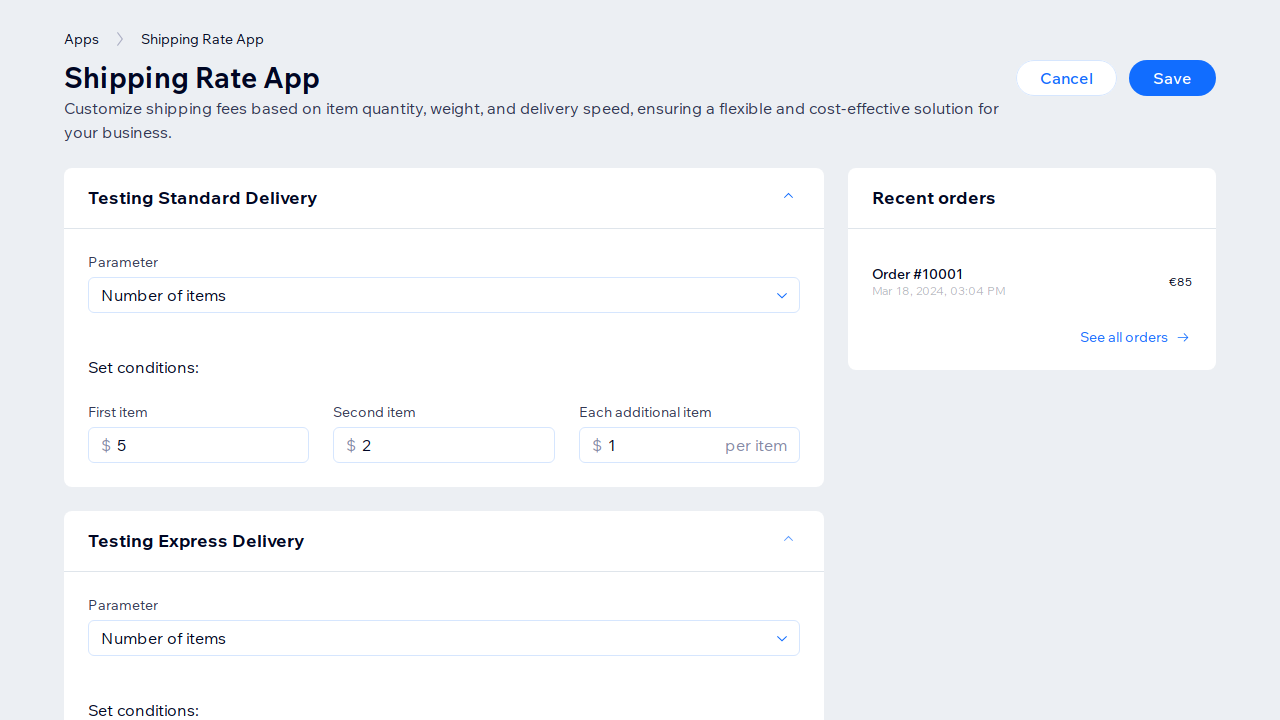 Apps
Shipping Rate App
Shipping Rate App
Cancel
Save
Customize shipping fees based on item quantity, weight, and delivery speed, ensuring a flexible and cost-effective solution for
your business.
Testing Standard Delivery
Parameter
Number of items
Set conditions:
First item
Second item
Each additional item
$ 5
$ 2
$ 1 per item
Testing Express Delivery
Parameter
Number of items
Set conditions:
Recent orders
Order #10001
Mar 18, 2024, 03:04 PM
€85
See all orders